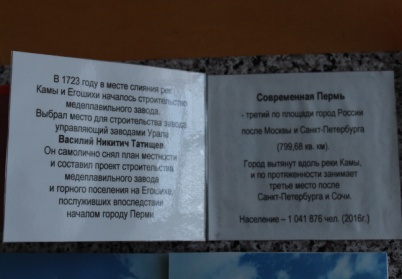 В 1723 году в месте слияния рек
Камы и Егошихи началось строительство
медеплавильного завода.
Выбрал место для строительства завода
управляющий заводами Урала
Василий Никитич Татищев
Он самолично снял план местности
и составил проект строительства
медеплавильного завода
и горного поселения на Егошихе,
послуживших впоследствии
началом городу Перми
Современная Пермь
- третий по площади город России
после Москвы и Санкт-Петербурга
(799,68 кв. км).
Город вытянут вдоль реки Камы,
и по протяженности занимает
третье место после
Санкт-Петербурга и Сочи.
Население – 1 041 876 чел. (2016г.)